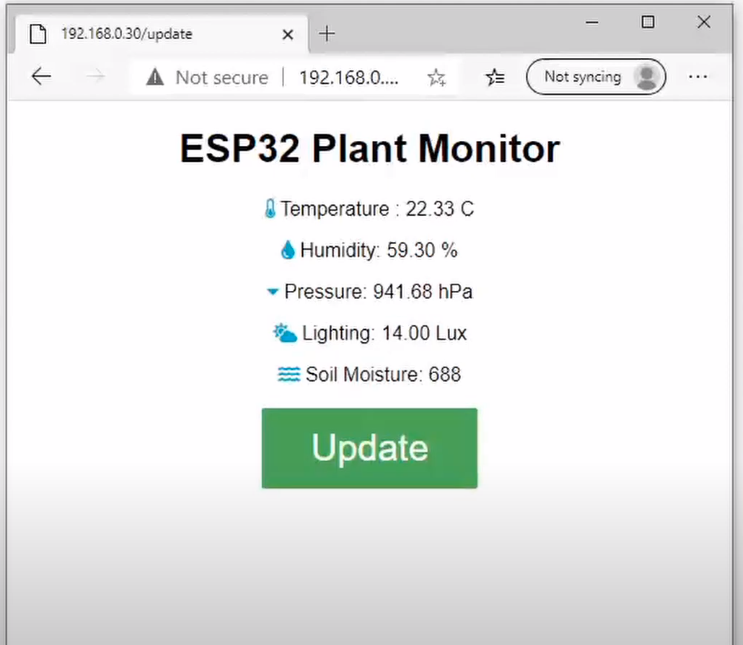 192.168.0.30/update
Not secure | 192.168.0.... Not syncing
ESP32 Plant Monitor
Temperature : 22.33 C
Humidity: 59.30 %
Pressure: 941.68 hPa
Lighting: 14.00 Lux
Soil Moisture: 688
Update